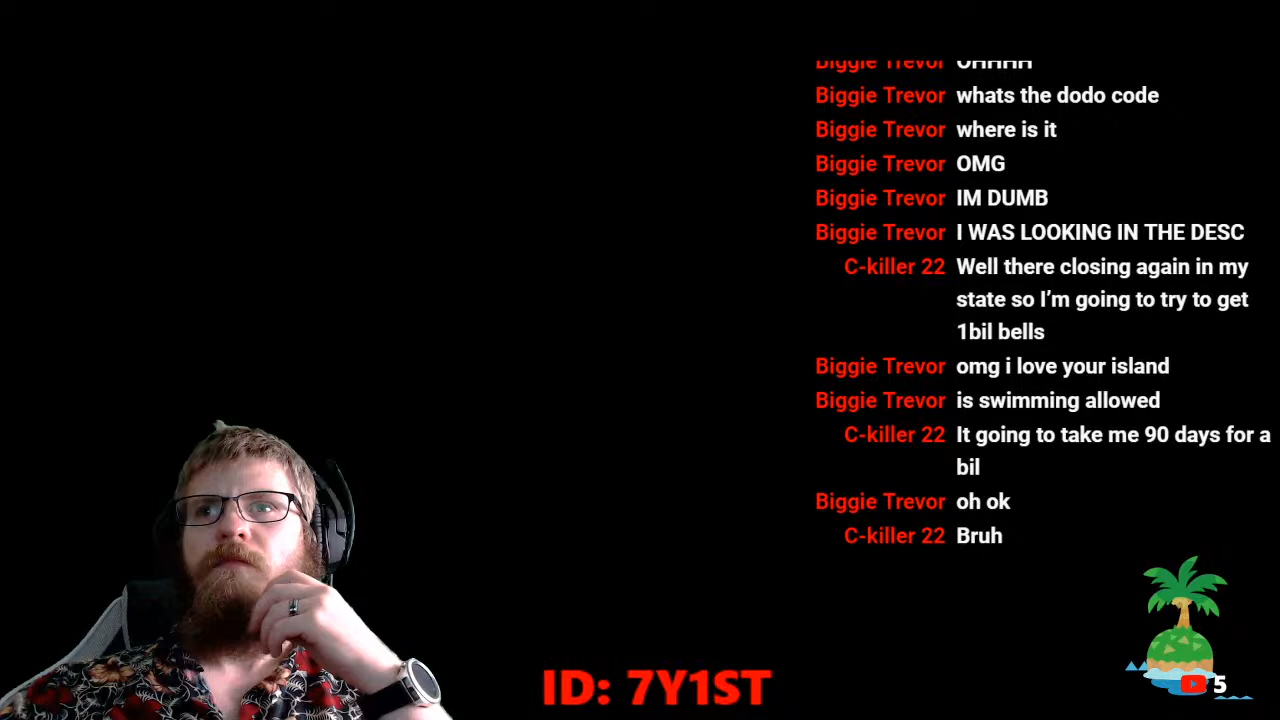 Biggie Trevor OHHHH
Biggie Trevor whats the dodo code
Biggie Trevor where is it
Biggie Trevor OMG
Biggie Trevor IM DUMB
Biggie Trevor I WAS LOOKING IN THE DESC
C-killer 22 Well there closing again in my
state so I’m going to try to get
1bil bells
Biggie Trevor omg i love your island
Biggie Trevor is swimming allowed
C-killer 22 It going to take me 90 days for a
bil
Biggie Trevor oh ok
C-killer 22 Bruh
ID: 7Y1ST
5